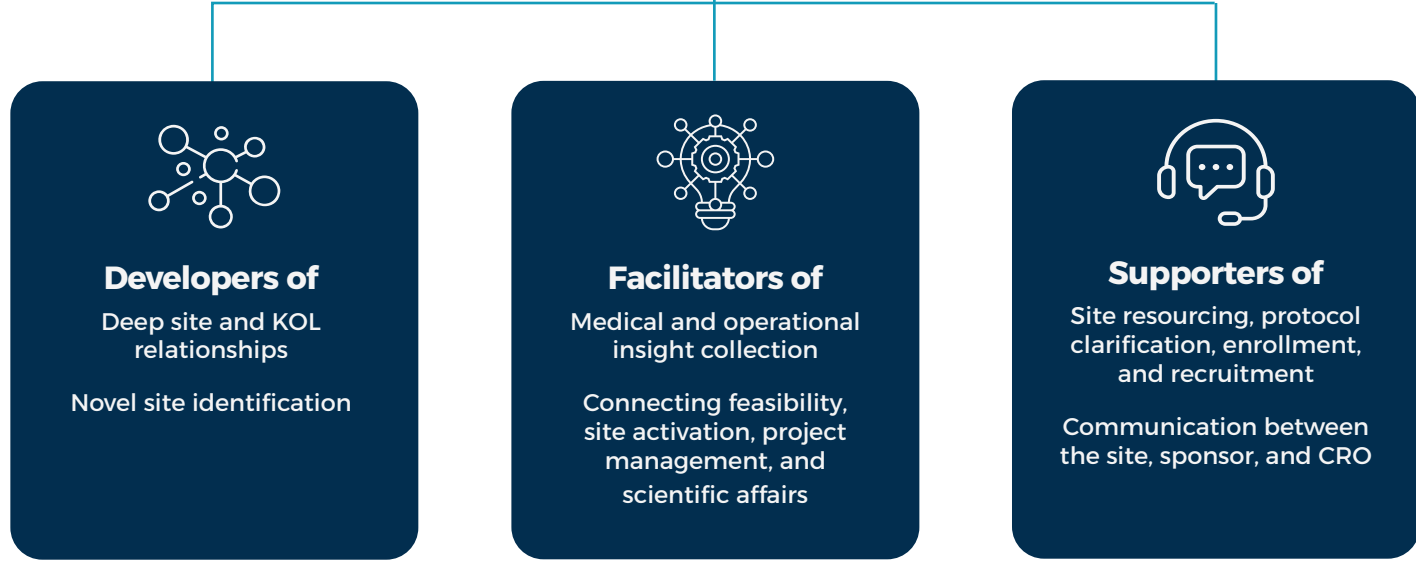 Developers of
Deep site and KOL
relationships
Novel site identification
Facilitators of
Medical and operational
insight collection
Connecting feasibility,
site activation, project
management, and
scientific affairs
Supporters of
Site resourcing, protocol
clarification, enrollment,
and recruitment
Communication between
the site, sponsor, and CRO